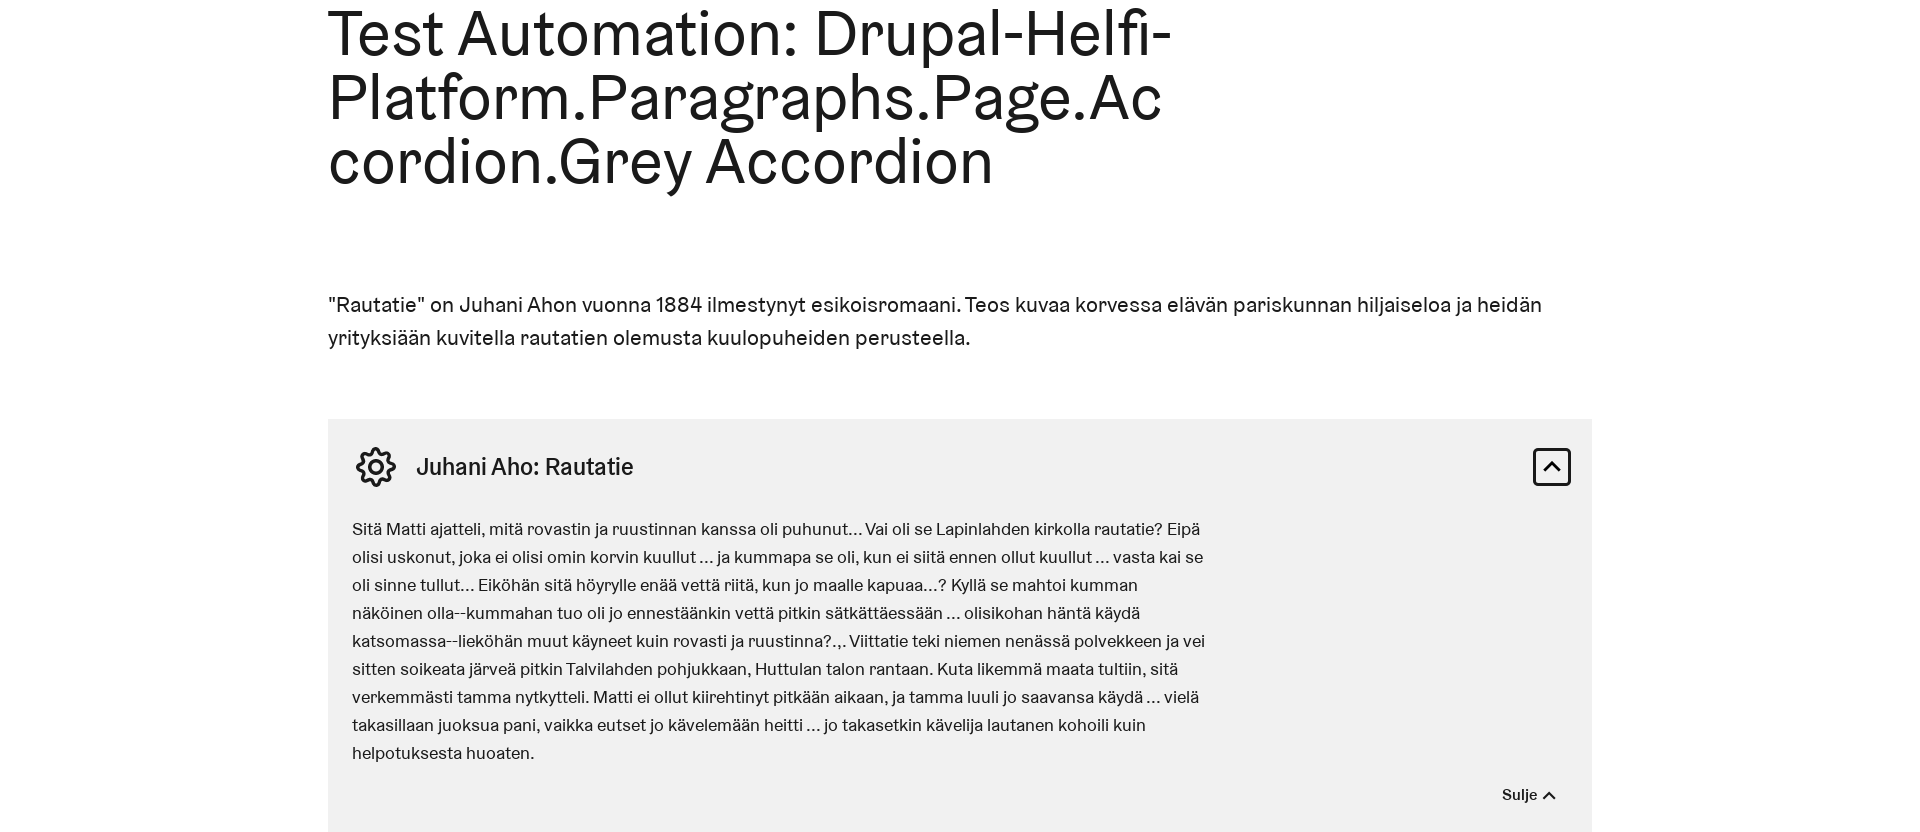 Test Automation: Drupal-Helfi-
Platform.Paragraphs.Page.Ac
cordion.Grey Accordion
"Rautatie" on Juhani Ahon vuonna 1884 ilmestynyt esikoisromaani. Teos kuvaa korvessa elävän pariskunnan hiljaiseloa ja heidän
yrityksiään kuvitella rautatien olemusta kuulopuheiden perusteella.
Juhani Aho: Rautatie
Sitä Matti ajatteli, mitä rovastin ja ruustinnan kanssa oli puhunut... Vai oli se Lapinlahden kirkolla rautatie? Eipä
olisi uskonut, joka ei olisi omin korvin kuullut ... ja kummapa se oli, kun ei siitä ennen ollut kuullut ... vasta kai se
oli sinne tullut... Eiköhän sitä höyrylle enää vettä riitä, kun jo maalle kapuaa...? Kyllä se mahtoi kumman
näköinen olla--kummahan tuo oli jo ennestäänkin vettä pitkin sätkättäessään ... olisikohan häntä käydä
katsomassa--lieköhän muut käyneet kuin rovasti ja ruustinna?.,. Viittatie teki niemen nenässä polvekkeen ja vei
sitten soikeata järveä pitkin Talvilahden pohjukkaan, Huttulan talon rantaan. Kuta likemmä maata tultiin, sitä
verkemmästi tamma nytkytteli. Matti ei ollut kiirehtinyt pitkään aikaan, ja tamma luuli jo saavansa käydä ... vielä
takasillaan juoksua pani, vaikka eutset jo kävelemään heitti ... jo takasetkin kävelija lautanen kohoili kuin
helpotuksesta huoaten.
Sulje